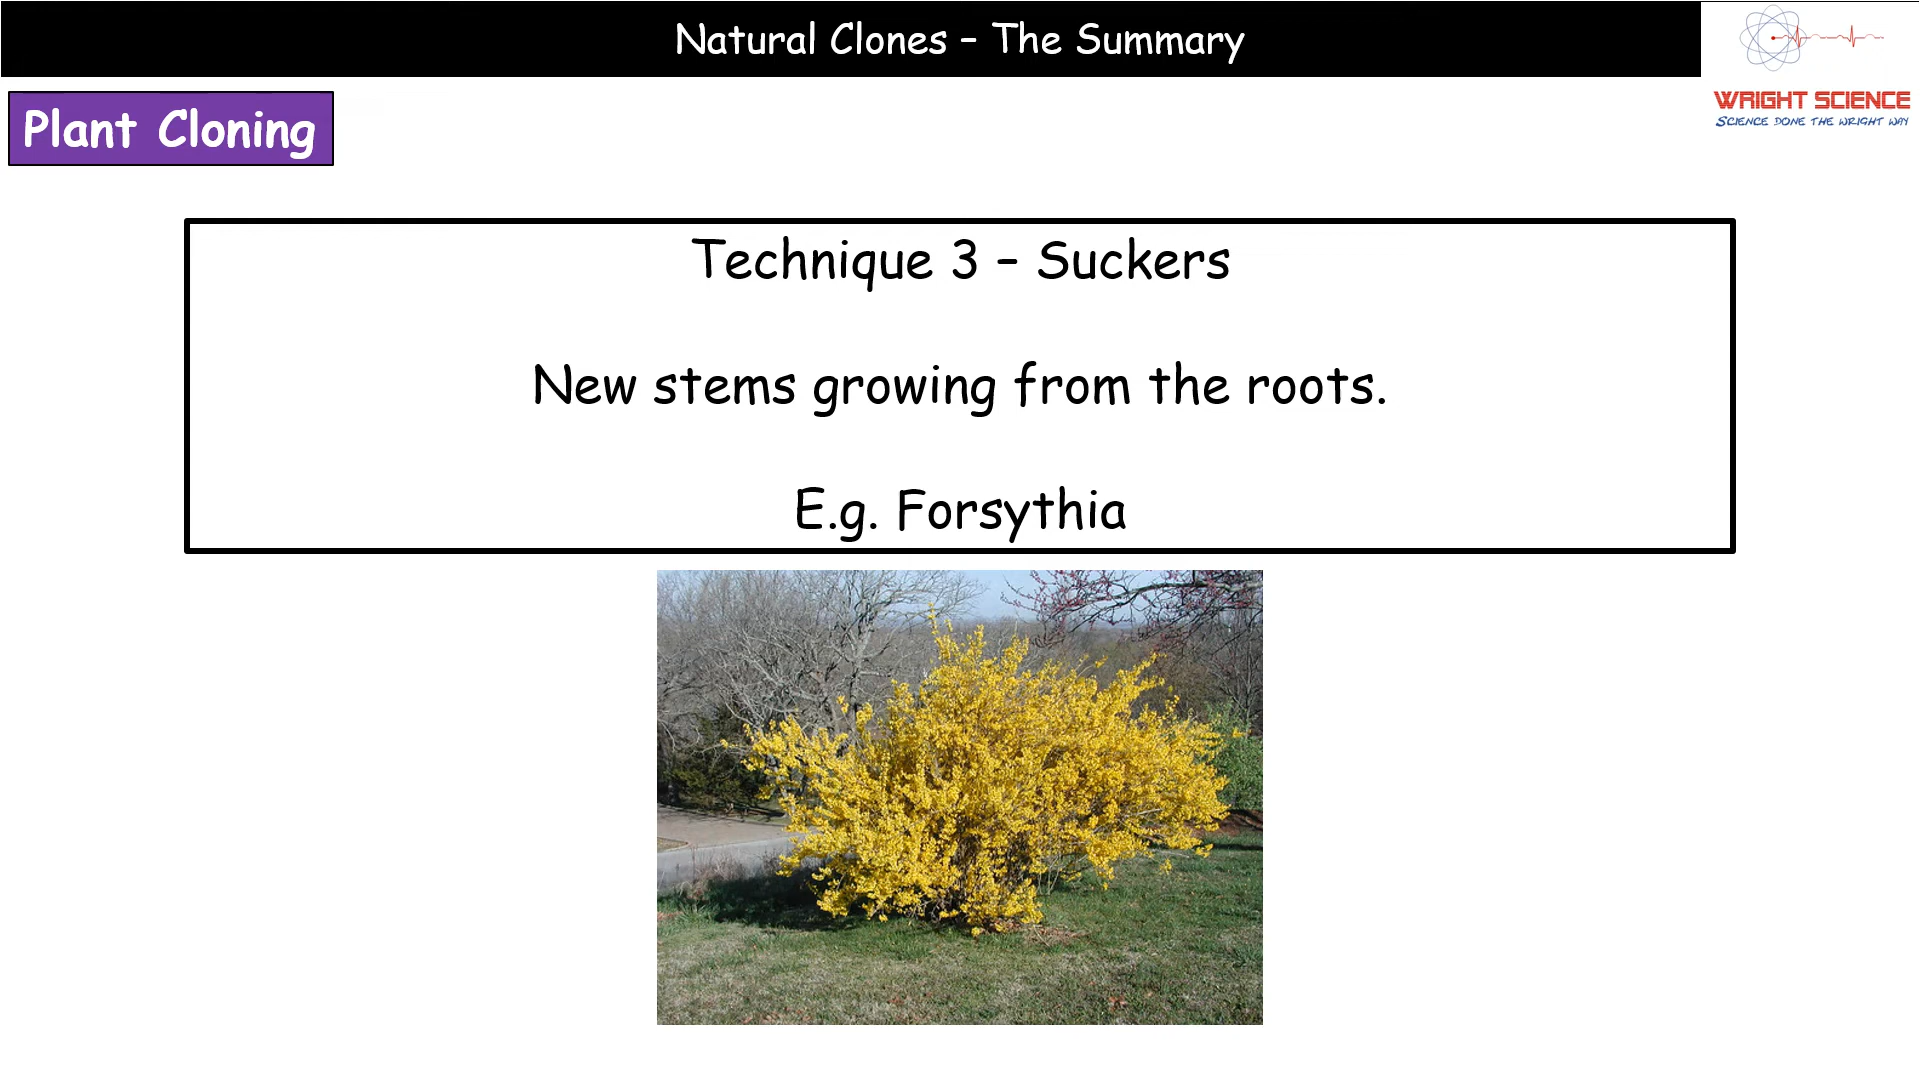 Natural Clones – The Summary
WRIGHT SCIENCE
SCIENCE DONE THE WRIGHT WAY
Plant Cloning
Technique 3 – Suckers
New stems growing from the roots.
E.g. Forsythia